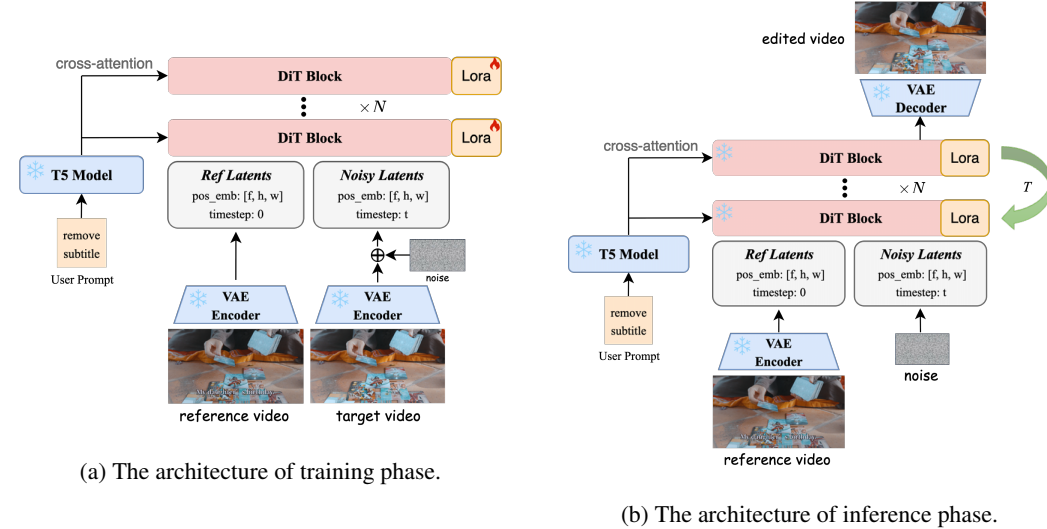 cross-attention
DiT Block
Lora
× N
DiT Block
Lora
T5 Model
Ref Latents
pos_emb: [f, h, w]
timestep: 0
Noisy Latents
pos_emb: [f, h, w]
timestep: t
remove
subtitle
User Prompt
noise
VAE
Encoder
VAE
Encoder
reference video
target video
(a) The architecture of training phase.
edited video
VAE
Decoder
cross-attention
DiT Block
Lora
× N
T
DiT Block
Lora
T5 Model
Ref Latents
pos_emb: [f, h, w]
timestep: 0
Noisy Latents
pos_emb: [f, h, w]
timestep: t
remove
subtitle
User Prompt
VAE
Encoder
noise
reference video
(b) The architecture of inference phase.